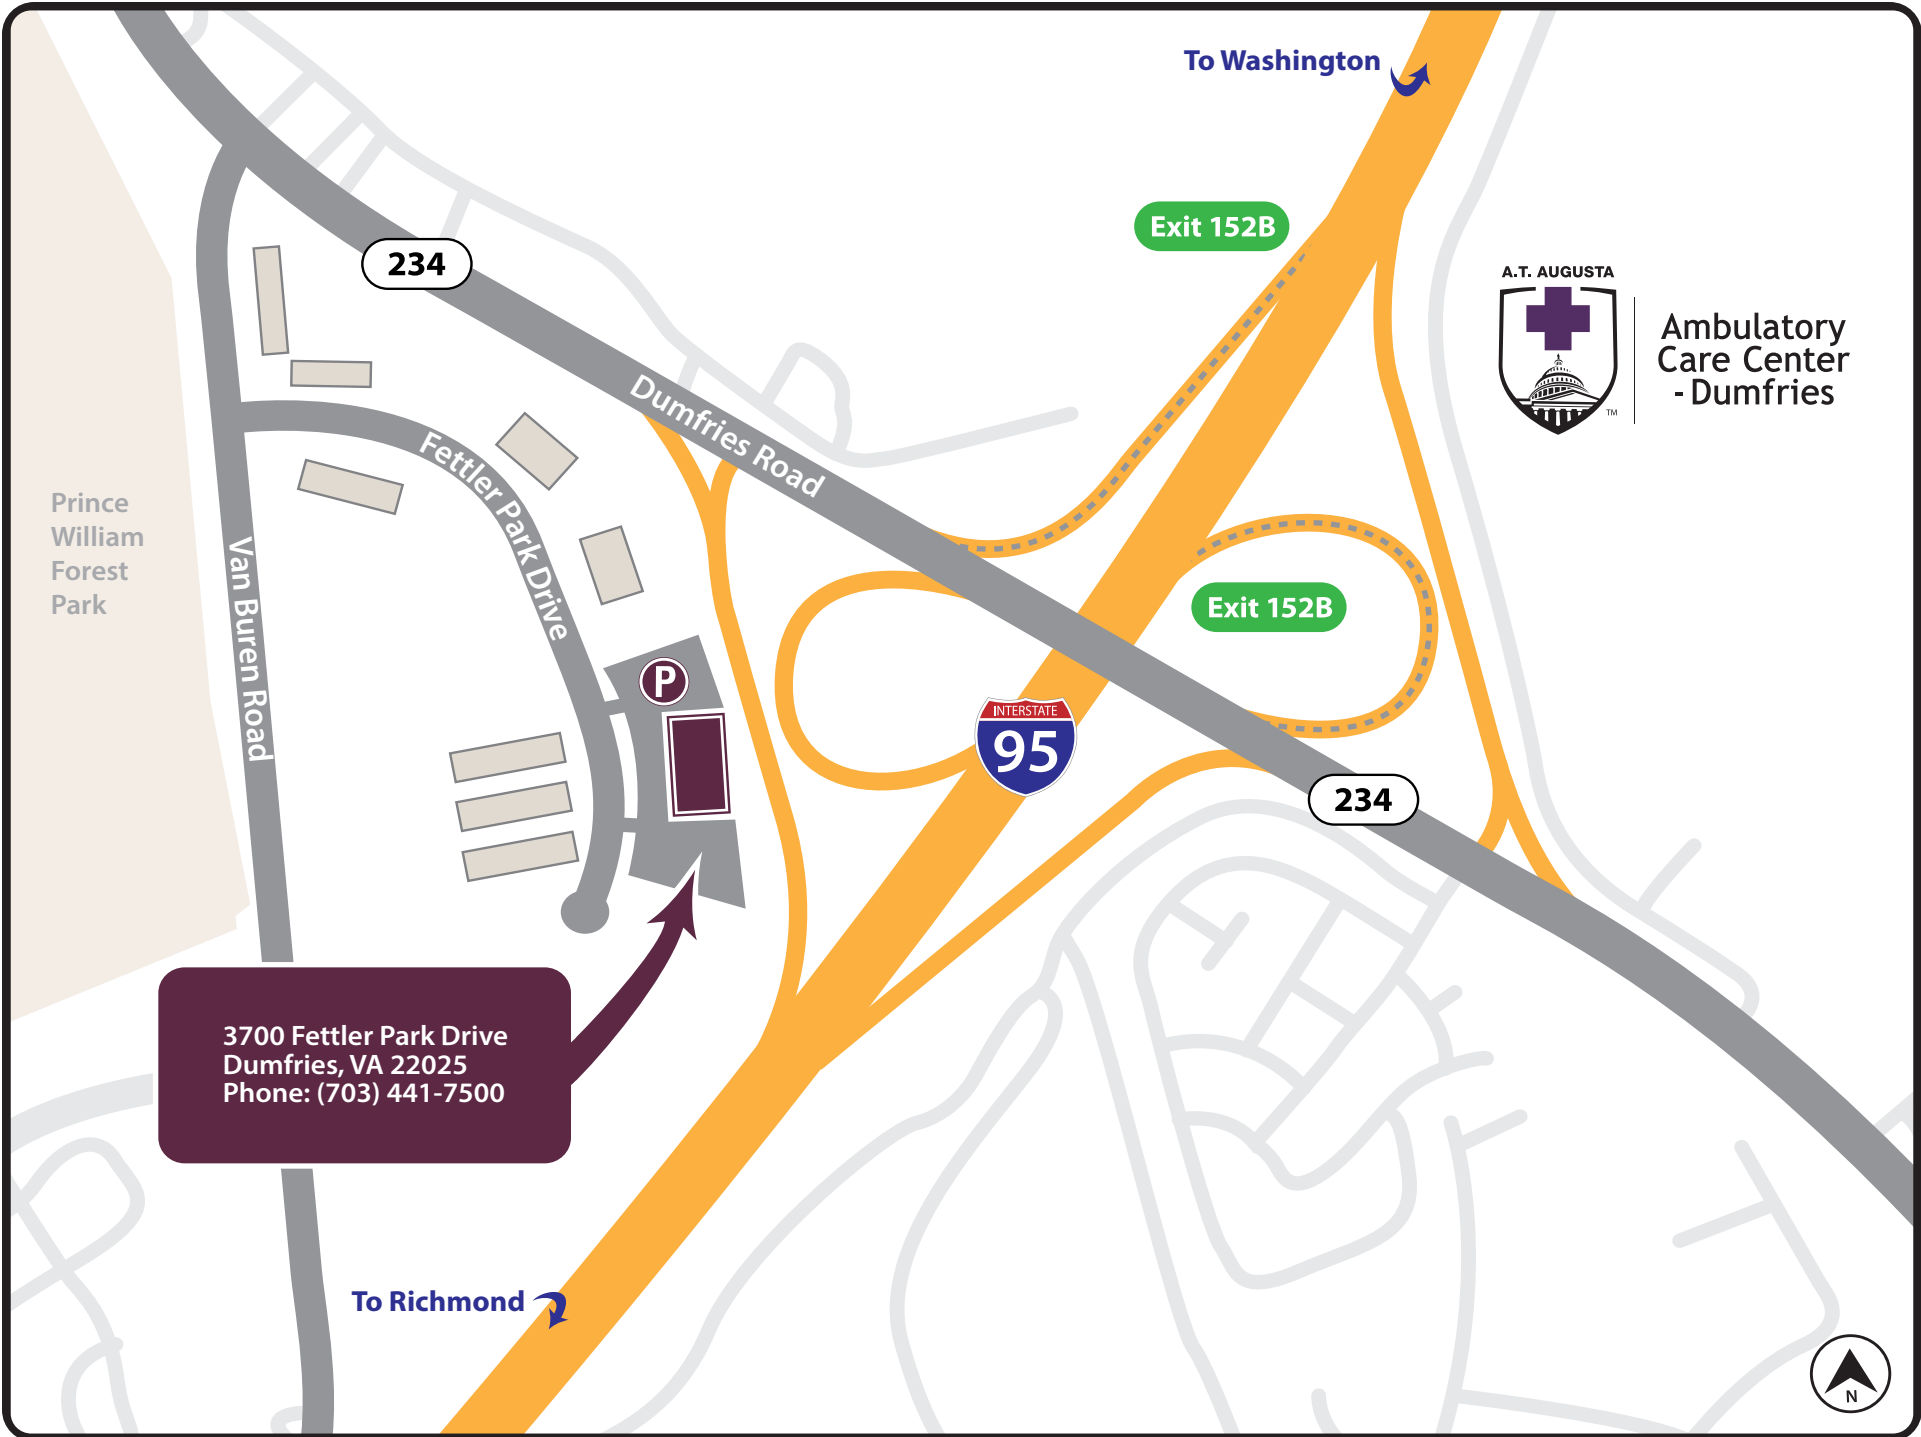 To Washington
Exit 152B
234
A.T. AUGUSTA
Ambulatory
Care Center
- Dumfries
TM
Dumfries Road
Fettler Park Drive
Prince
William
Forest
Park
Van Buren Road
Exit 152B
P
INTERSTATE
95
234
3700 Fettler Park Drive
Dumfries, VA 22025
Phone: (703) 441-7500
To Richmond
N